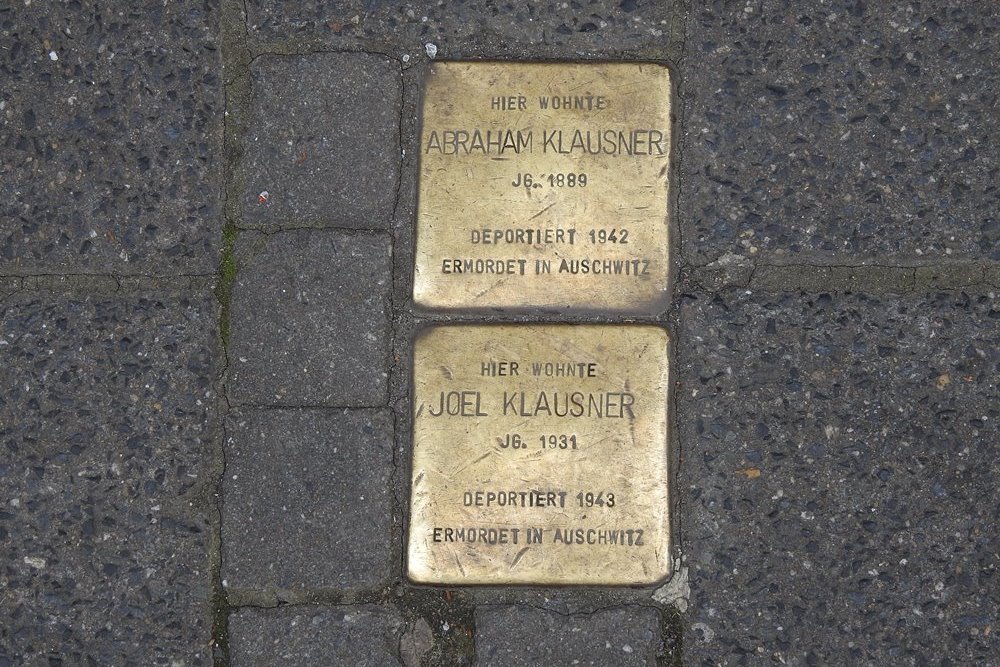 HIER WOHNTE
ABRAHAM KLAUSNER
JG. 1889
DEPORTIERT 1942
ERMORDET IN AUSCHWITZ
HIER WOHNTE
JOEL KLAUSNER
JG. 1931
DEPORTIERT 1943
ERMORDET IN AUSCHWITZ